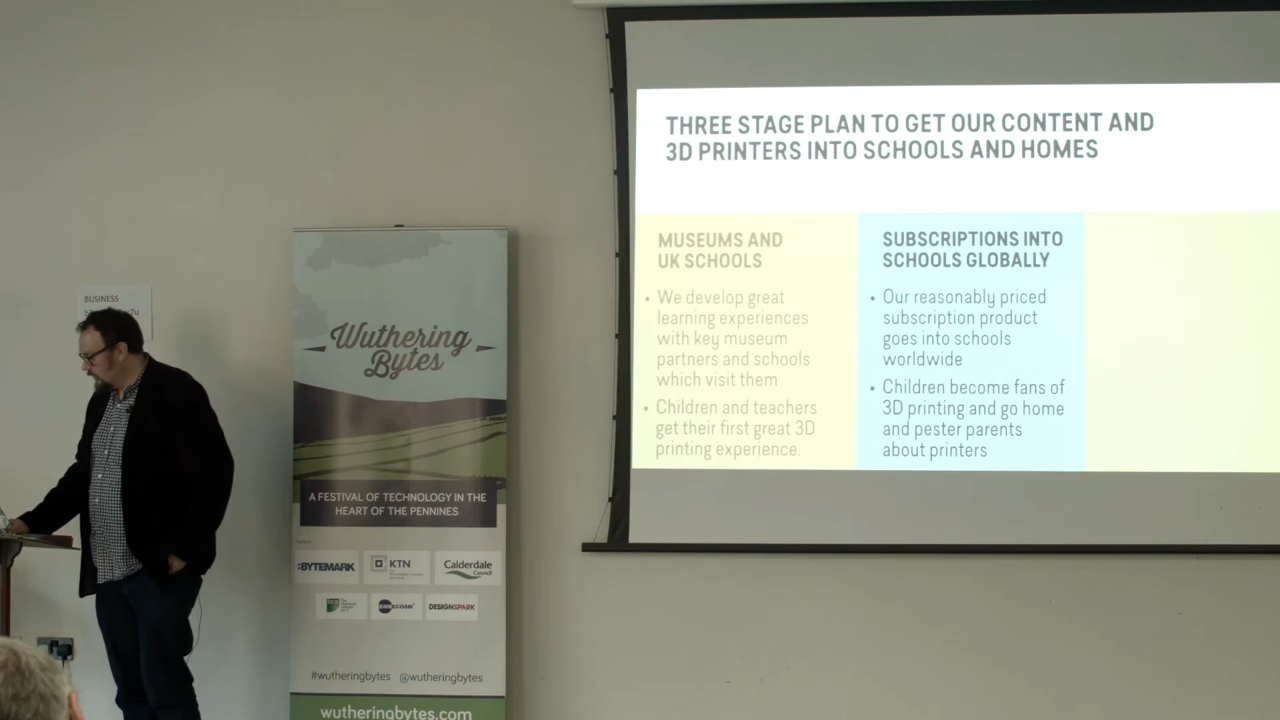 THREE STAGE PLAN TO GET OUR CONTENT AND
3D PRINTERS INTO SCHOOLS AND HOMES
MUSEUMS AND
UK SCHOOLS
• We develop great
learning experiences
with key museum
partners and schools
which visit them
• Children and teachers
get their first great 3D
printing experience.
SUBSCRIPTIONS INTO
SCHOOLS GLOBALLY
• Our reasonably priced
subscription product
goes into schools
worldwide
• Children become fans of
3D printing and go home
and pester parents
about printers
BUSINESS
Wuthering
Bytes
A FESTIVAL OF TECHNOLOGY IN THE
HEART OF THE PENNINES
:BYTEMARK
KTN
Calderdale
Council
DESIGNSPARK
#wutheringbytes @wutheringbytes
wutheringbytes.com